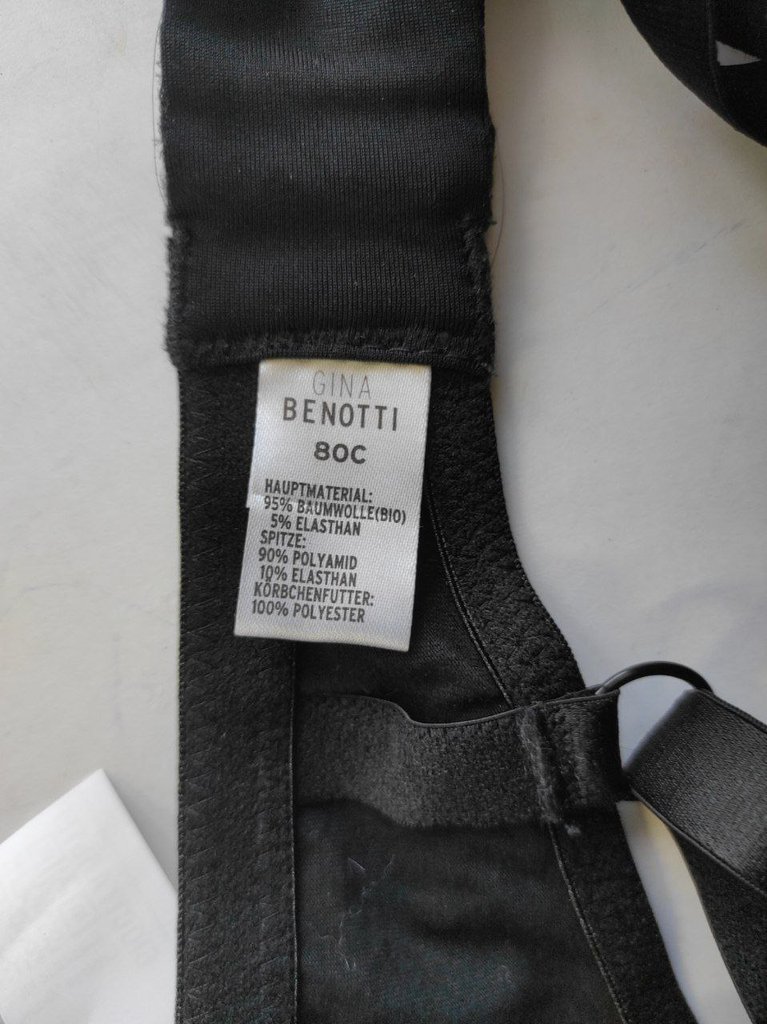 GINA
BENOTTI
80C
HAUPTMATERIAL:
95% BAUMWOLLE(BIO)
5% ELASTHAN
SPITZE:
90% POLYAMID
10% ELASTHAN
KÖRBCHENFUTTER:
100% POLYESTER